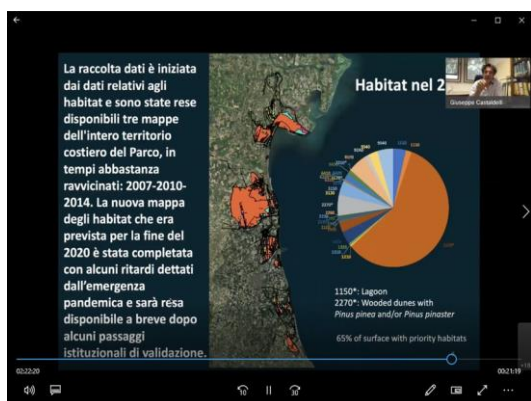 La raccolta dati è iniziata
dai dati relativi agli
habitat e sono state rese
disponibili tre mappe
dell'intero territorio
costiero del Parco, in
tempi abbastanza
ravvicinati: 2007-2010-
2014. La nuova mappa
degli habitat che era
prevista per la fine del
2020 è stata completata
con alcuni ritardi dettati
dall'emergenza
pandemica e sarà resa
disponibile a breve dopo
alcuni passaggi
istituzionali di validazione.
Habitat nel 2
Giuseppe Castaldelli
1150*: Lagoon
2270*: Wooded dunes with
Pinus pinea and/or Pinus pinaster
65% of surface with priority habitats
02:22:20
00:21:19
10
30